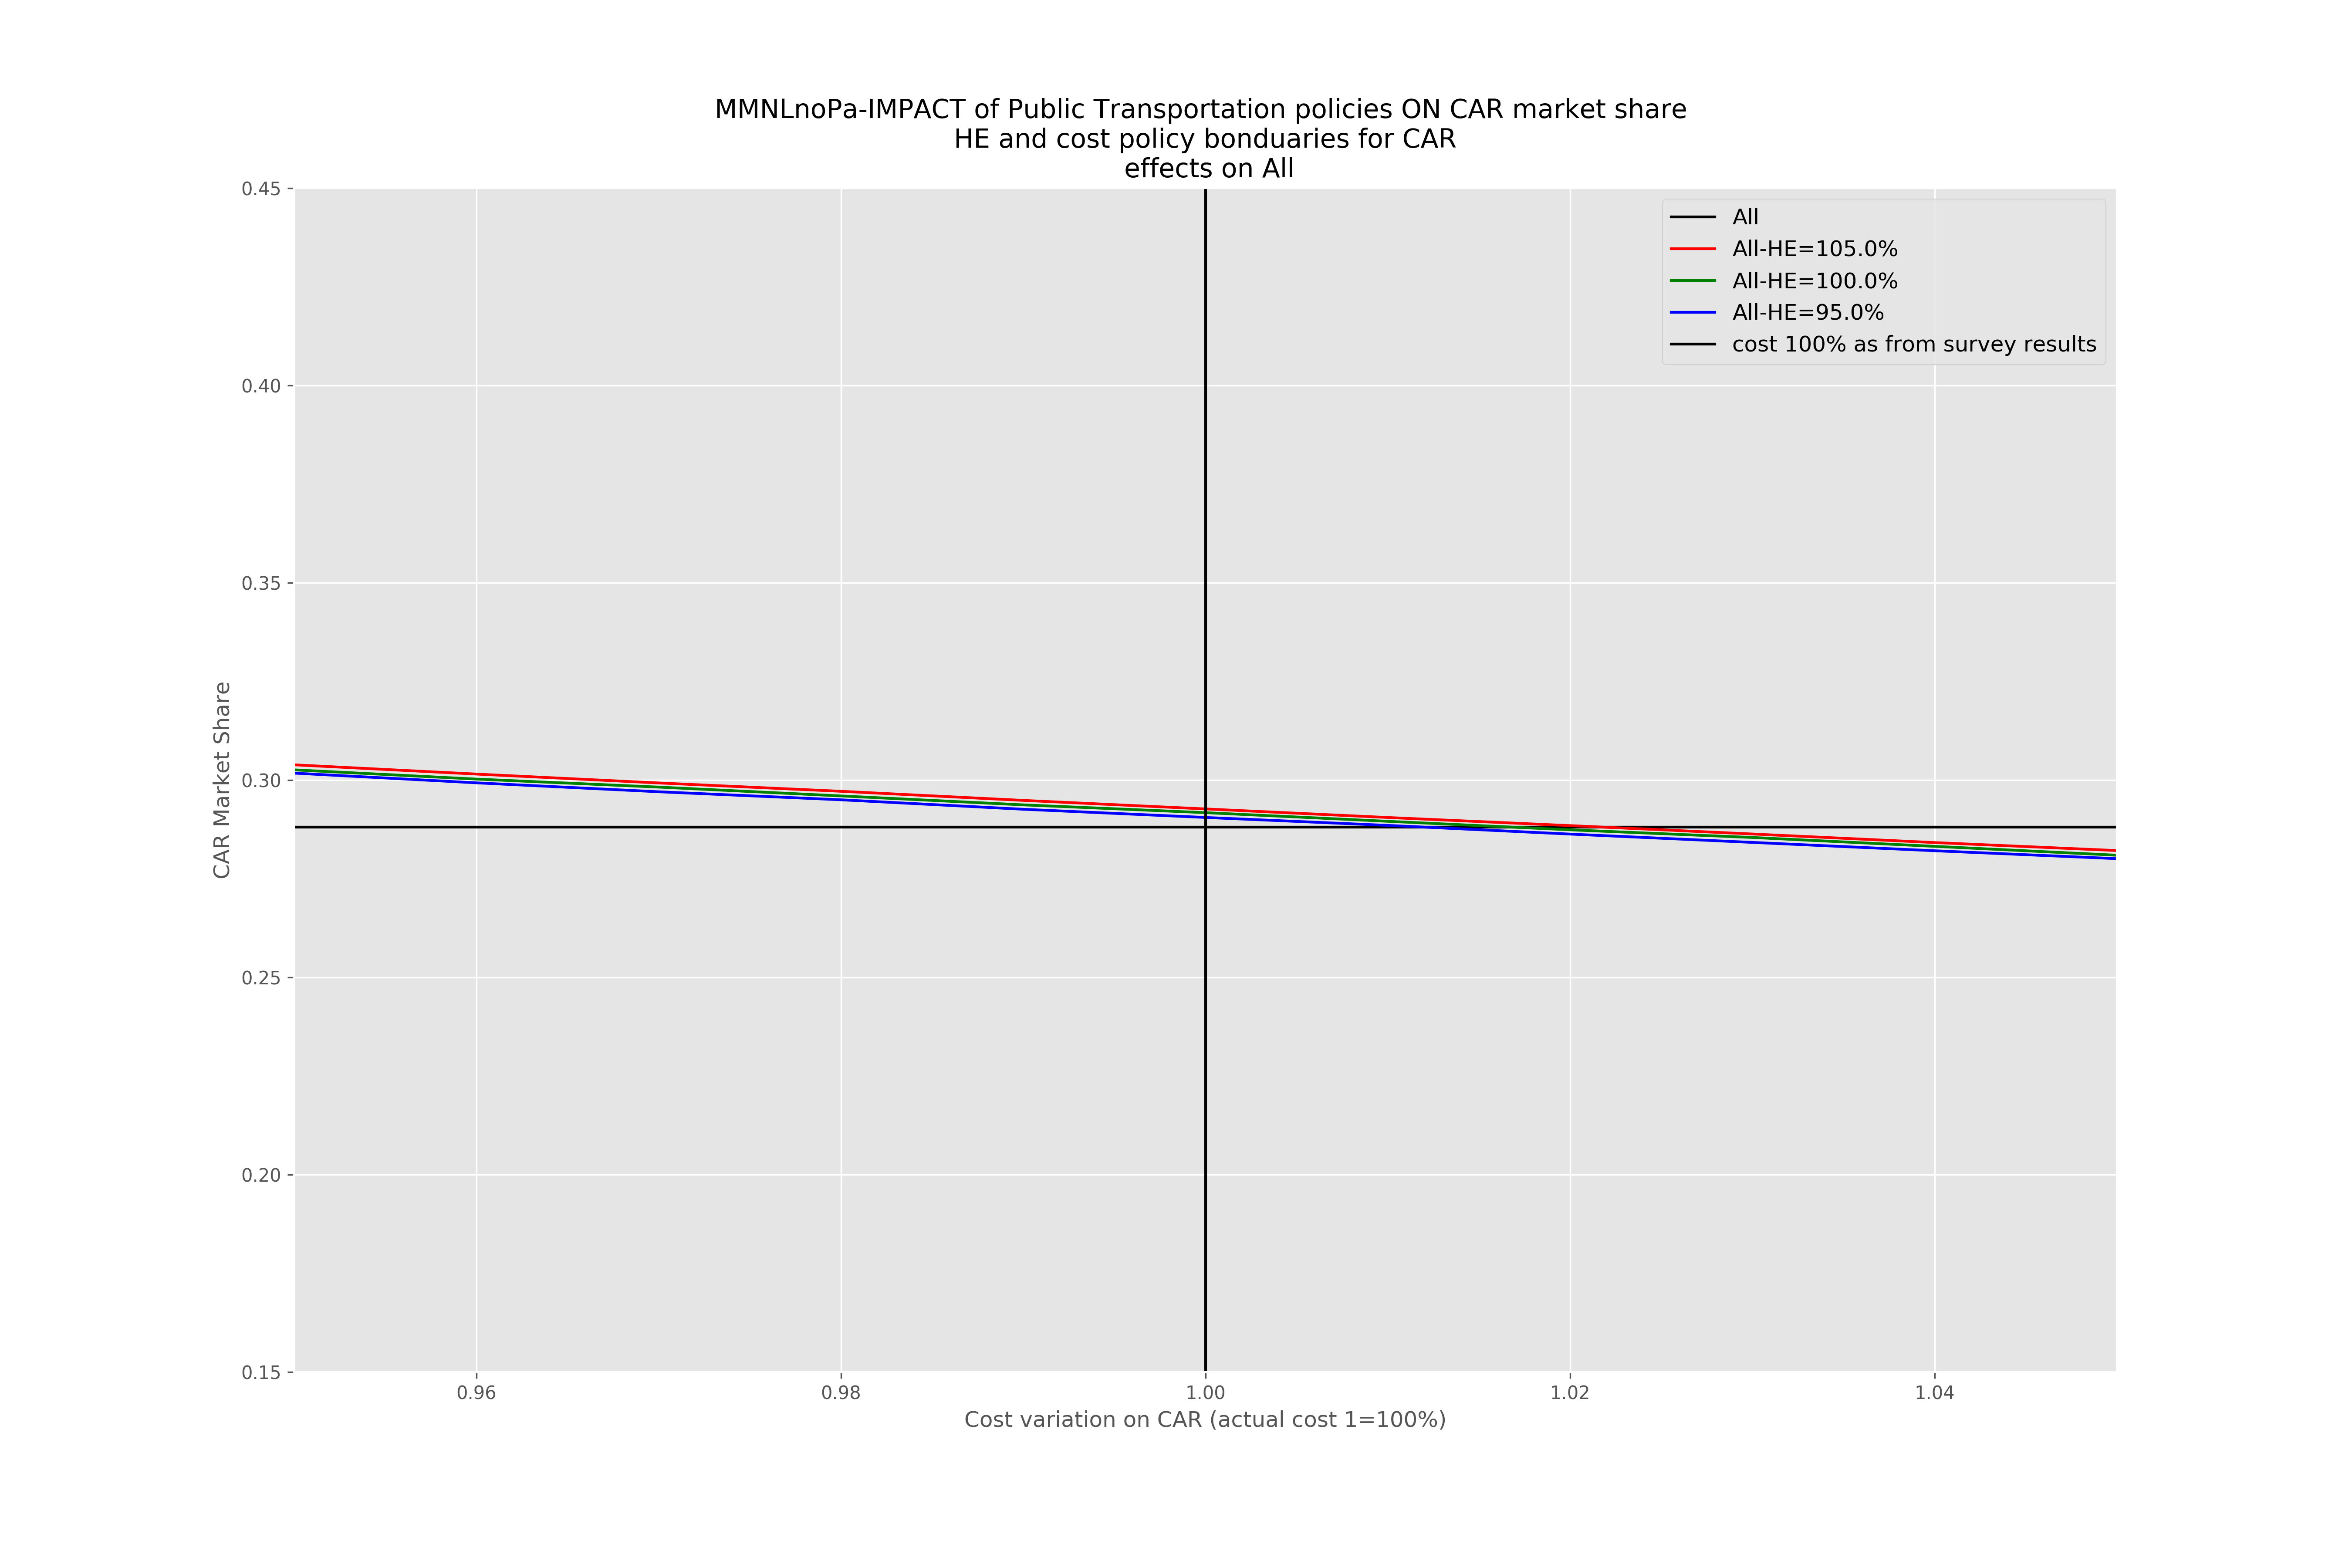 MMNLnoPa-IMPACT of Public Transportation policies ON CAR market share
HE and cost policy bonduaries for CAR
effects on All
All
All-HE=105.0%
All-HE=100.0%
All-HE=95.0%
cost 100% as from survey results
CAR Market Share
0.45
0.40
0.35
0.30
0.25
0.20
0.15
0.96
0.98
1.00
1.02
1.04
Cost variation on CAR (actual cost 1=100%)